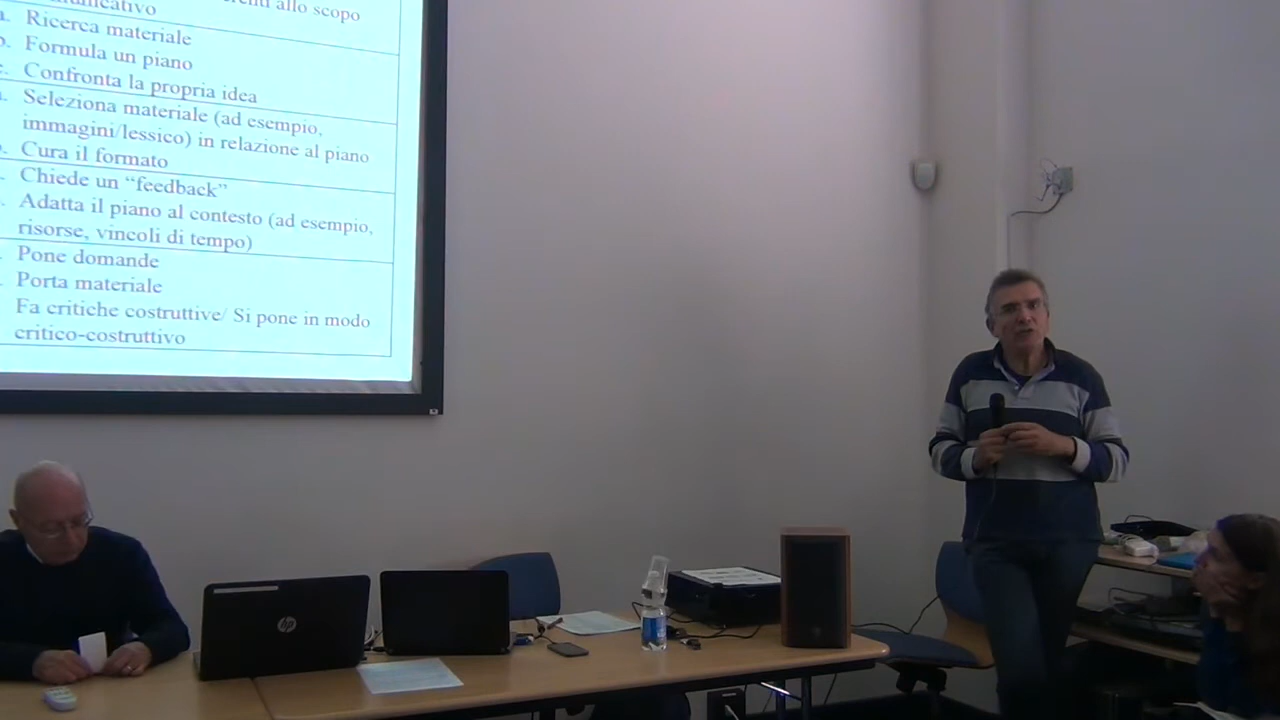 allo scopo
a. Ricerca materiale
b. Formula un piano
c. Confronta la propria idea
Seleziona materiale (ad esempio,
immagini/lessico) in relazione al piano
Cura il formato
Chiede un “feedback”
Adatta il piano al contesto (ad esempio,
risorse, vincoli di tempo)
Pone domande
Porta materiale
Fa critiche costruttive/ Si pone in modo
critico-costruttivo
hp